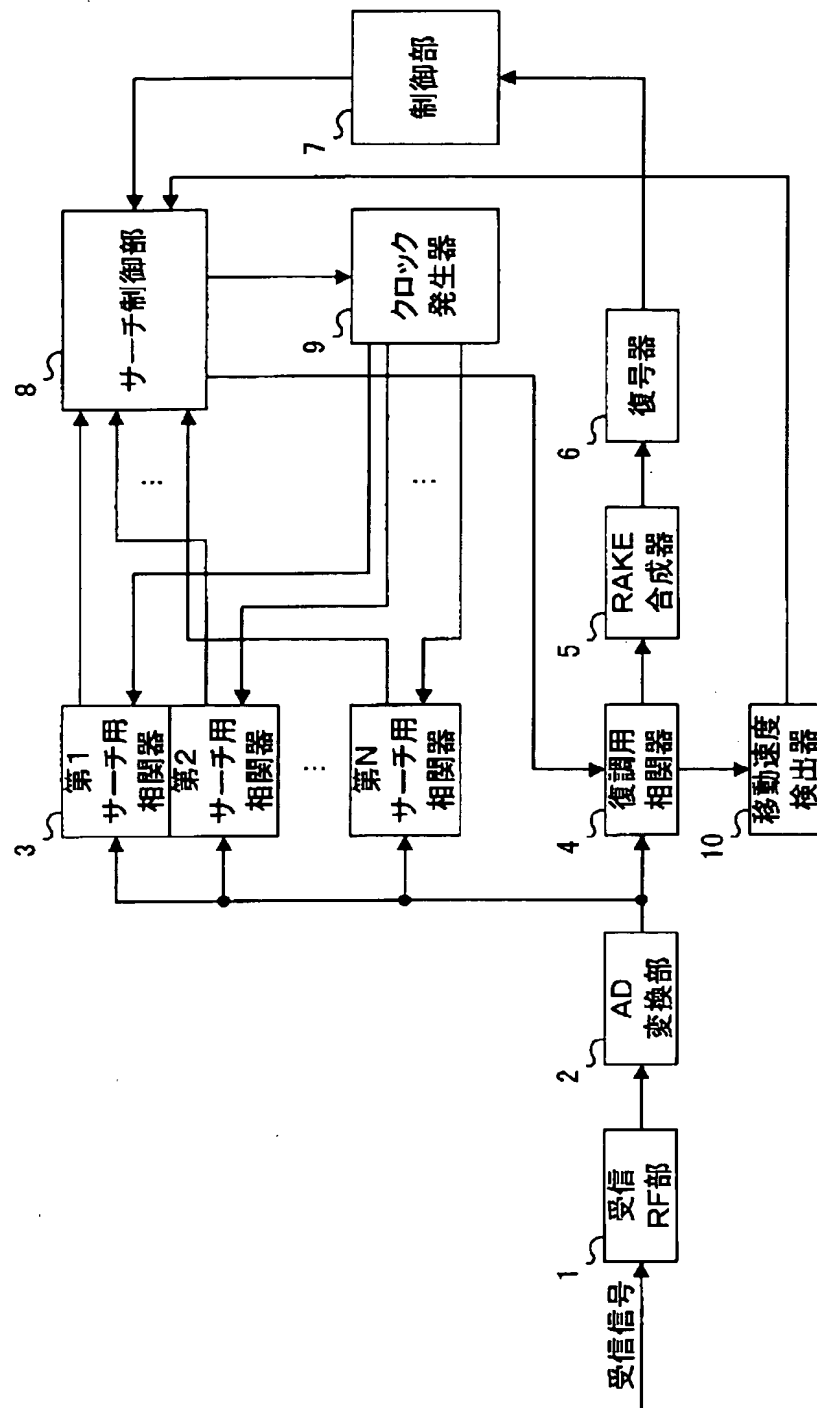 受信信号
1
受信
RF部
2
AD
変換部
3
第1
サーチ用
相関器
第2
サーチ用
相関器
⋮
第N
サーチ用
相関器
4
復調用
相関器
5
RAKE
合成器
6
復号器
7
制御部
8
サーチ制御部
9
クロック
発生器
10
移動速度
検出器
⋮
⋮